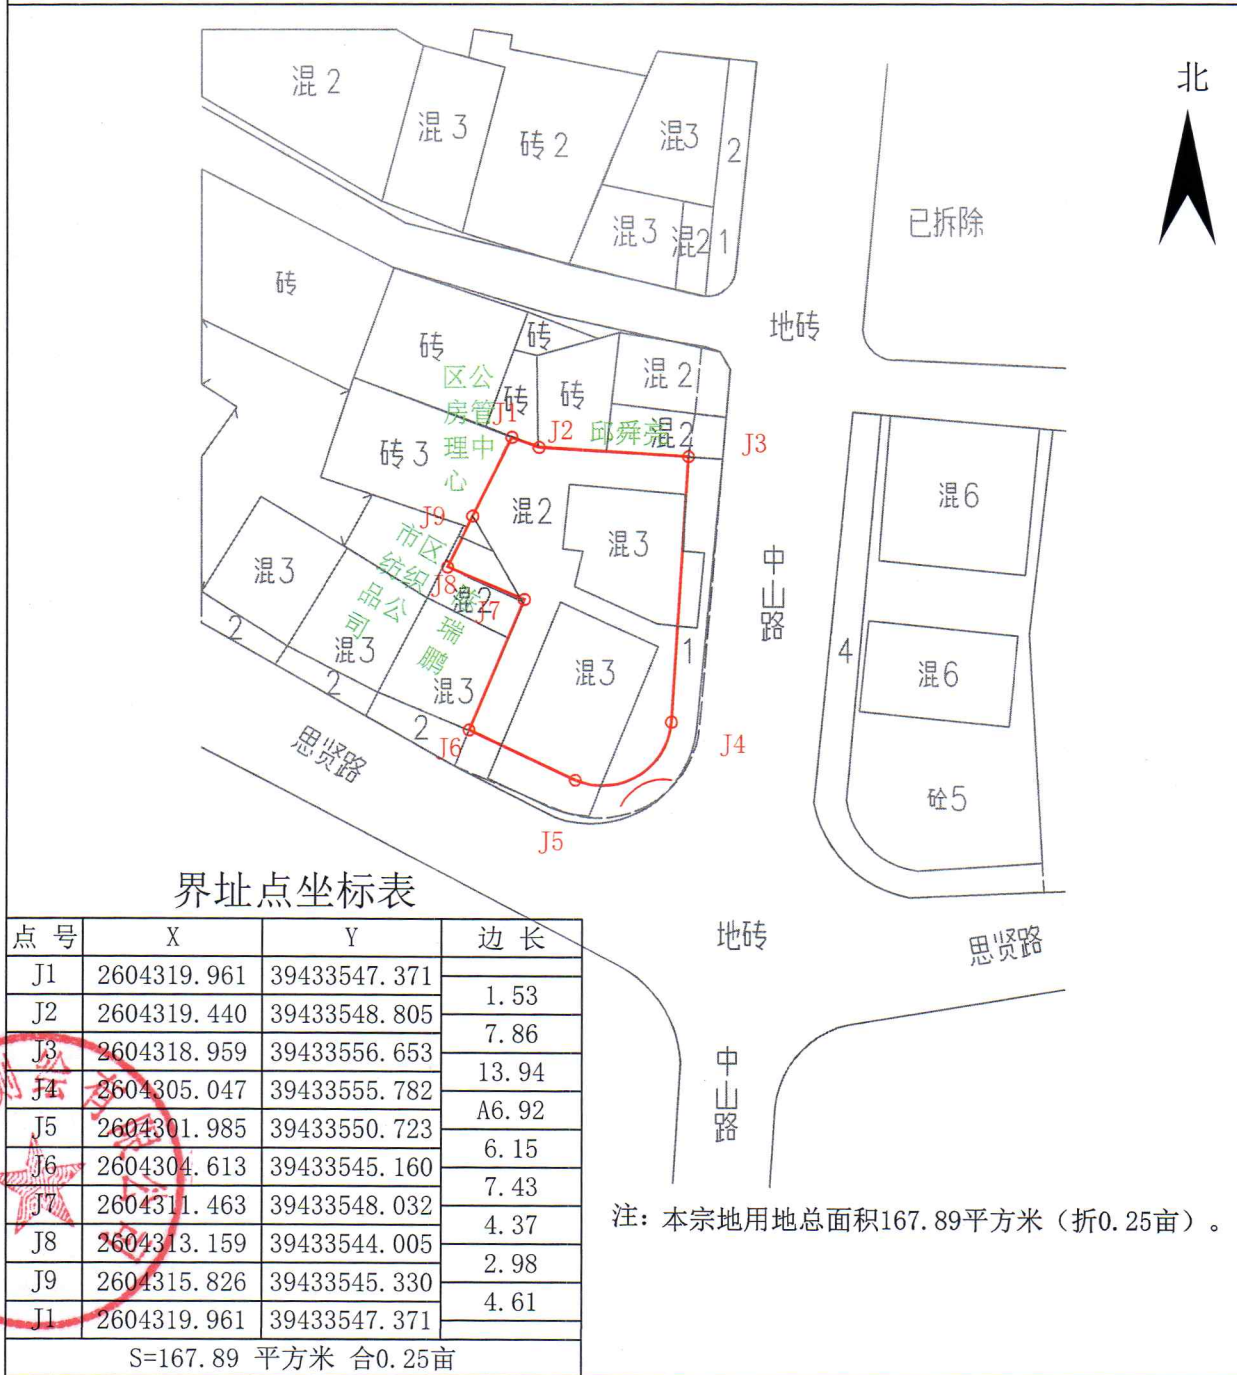 北
混2
混3
砖2
混3
2
混3
混2
1
已拆除
砖
地砖
砖
砖
混2
区公
房管
理中
心
砖
砖
J1
J2
邱舜亮
混2
J3
砖3
混6
J9
混2
混3
中山路
市区
纺织
品公
司
混3
J8
混2
J7
瑞
鹏
混3
1
4
混6
2
混3
混3
2
2
J6
J4
思贤路
砼5
J5
地砖
思贤路
中山路
界址点坐标表
点号 X Y 边长
J1 2604319.961 39433547.371
1.53
J2 2604319.440 39433548.805
7.86
J3 2604318.959 39433556.653
13.94
J4 2604305.047 39433555.782
A6.92
J5 2604301.985 39433550.723
6.15
J6 2604304.613 39433545.160
7.43
J7 2604311.463 39433548.032
4.37
J8 2604313.159 39433544.005
2.98
J9 2604315.826 39433545.330
4.61
J1 2604319.961 39433547.371
S=167.89 平方米 合0.25亩
注：本宗地用地总面积167.89平方米（折0.25亩）。
绘有限公司